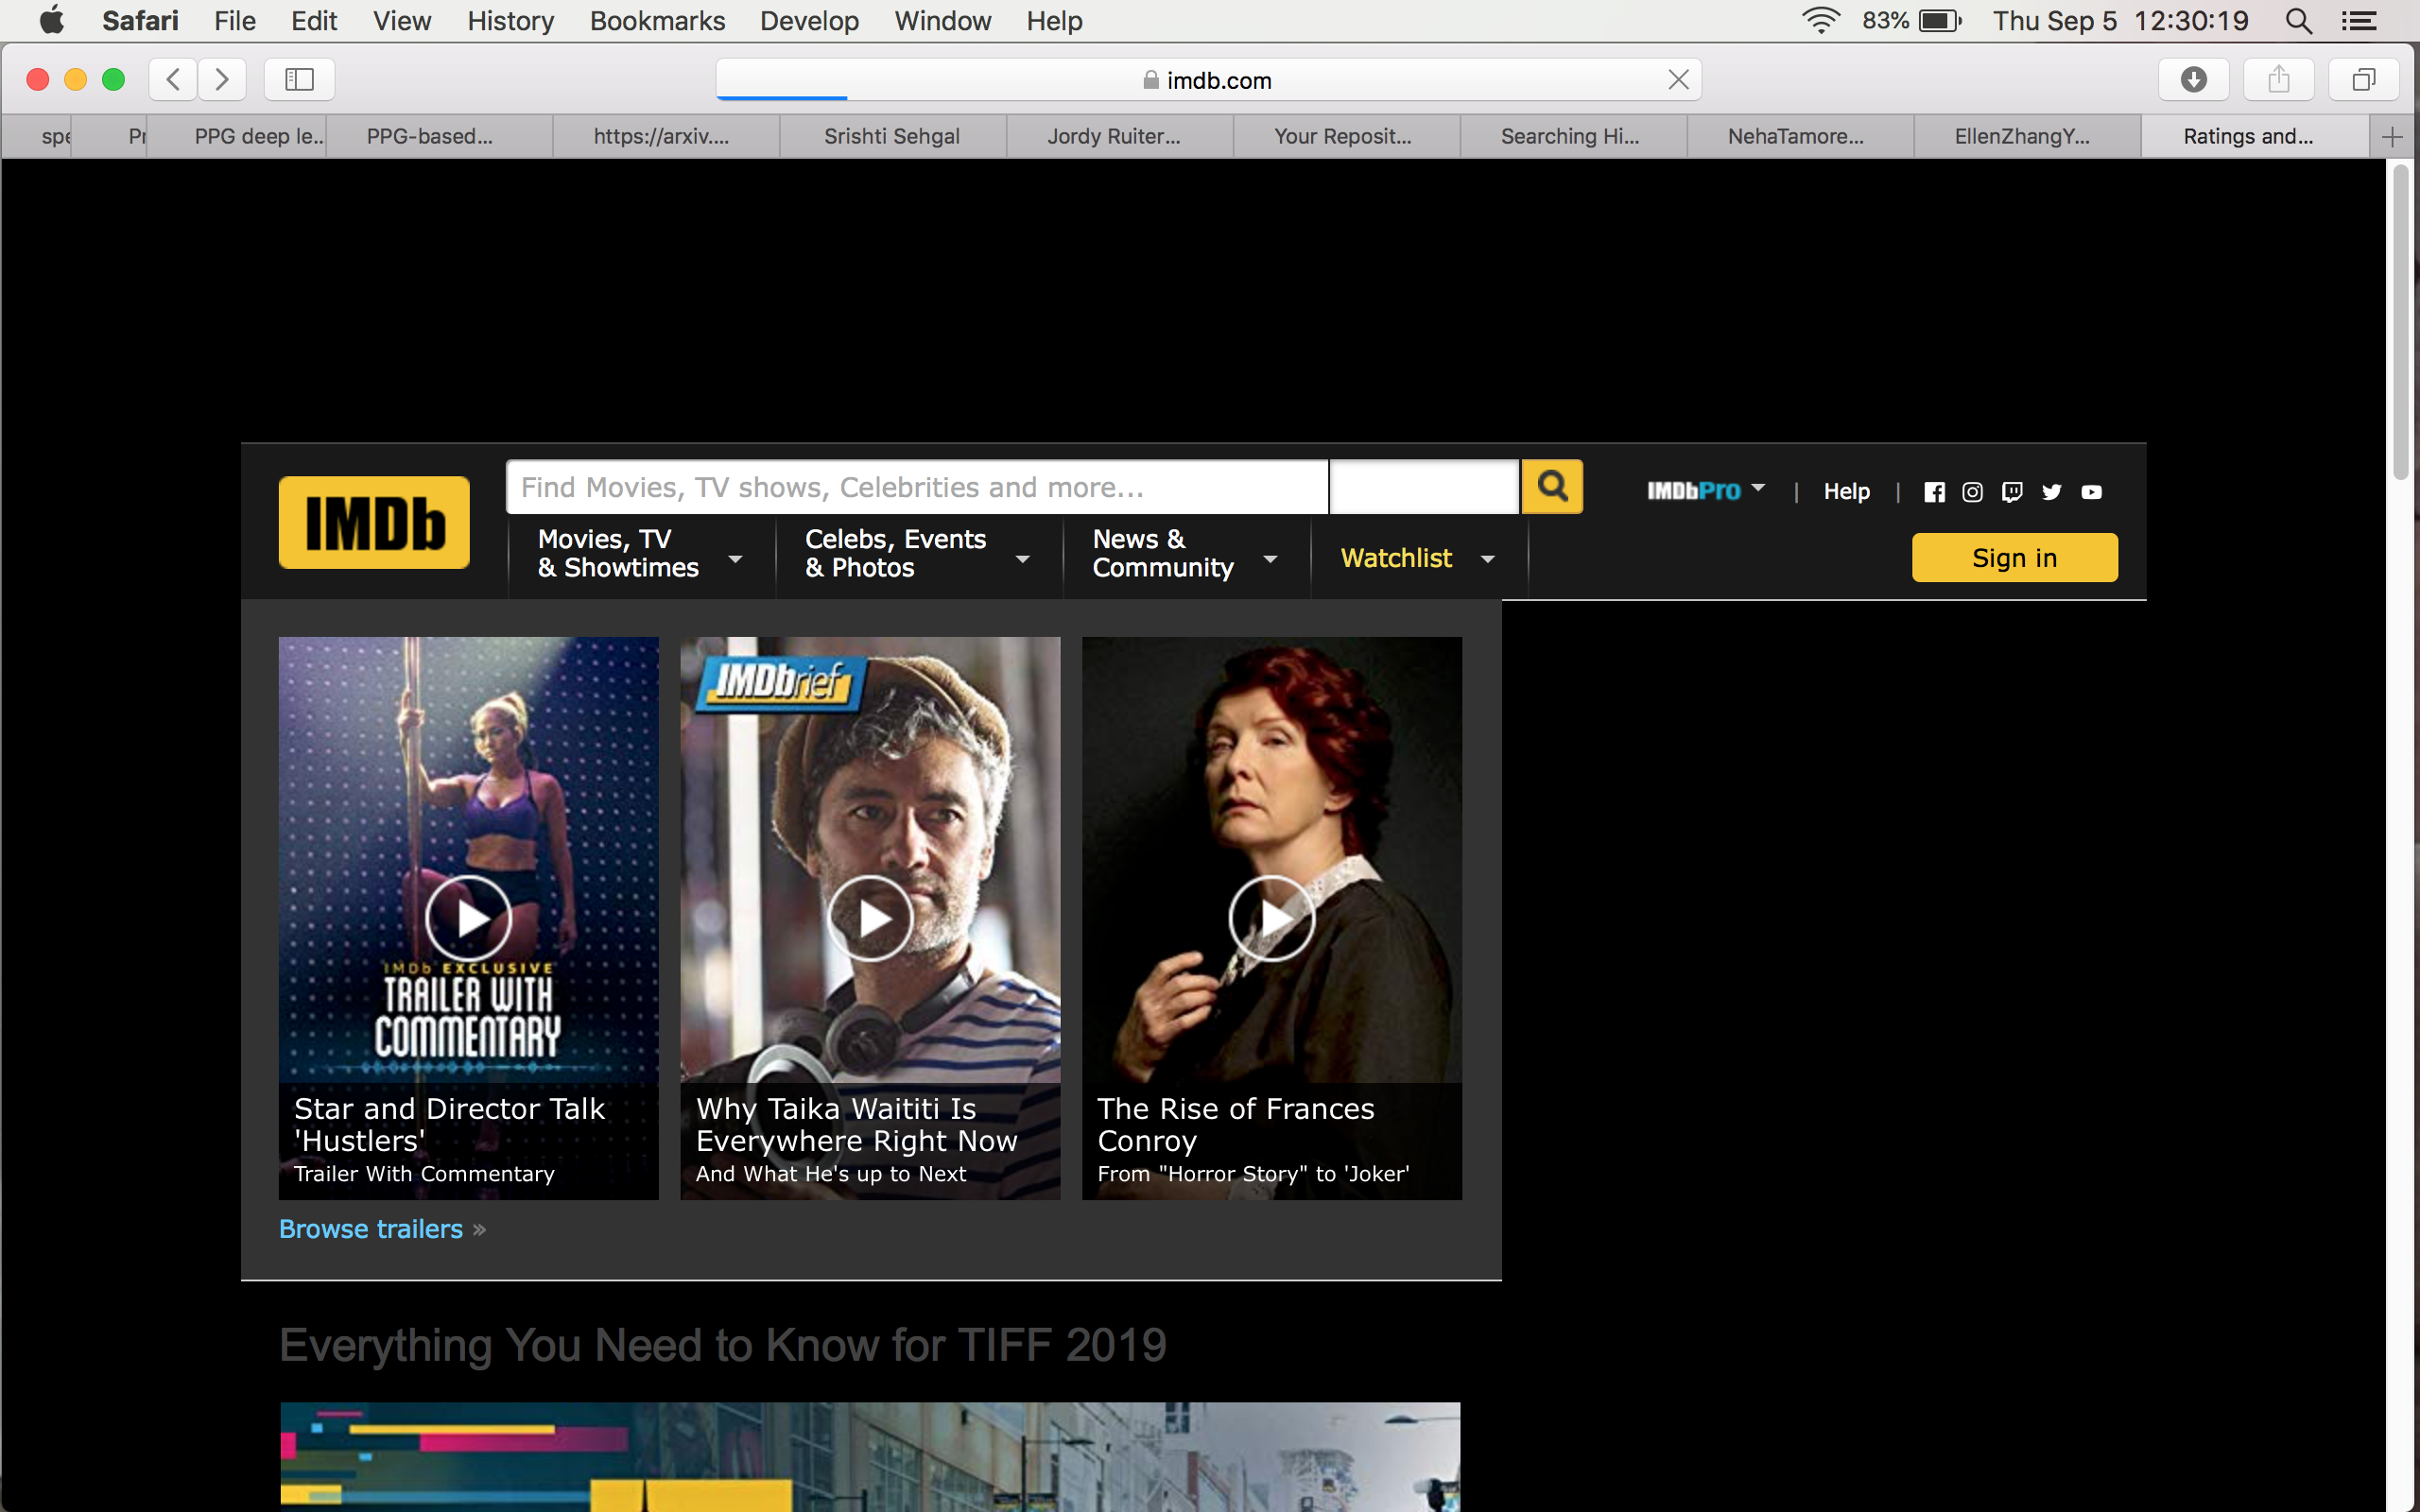 Safari File Edit View History Bookmarks Develop Window Help 83% Thu Sep 5 12:30:19
imdb.com
spe Pr PPG deep le.. PPG-based... https://arxiv.... Srishti Sehgal Jordy Ruiter... Your Reposit... Searching Hi... NehaTamore... EllenZhangY... Ratings and...
IMDb
Find Movies, TV shows, Celebrities and more...
IMDbPro | Help |
Movies, TV
& Showtimes
Celebs, Events
& Photos
News &
Community
Watchlist
Sign in
IMDb EXCLUSIVE
TRAILER WITH
COMMENTARY
Star and Director Talk
'Hustlers'
Trailer With Commentary
IMDbrief
Why Taika Waititi Is
Everywhere Right Now
And What He's up to Next
The Rise of Frances
Conroy
From "Horror Story" to 'Joker'
Browse trailers »
Everything You Need to Know for TIFF 2019